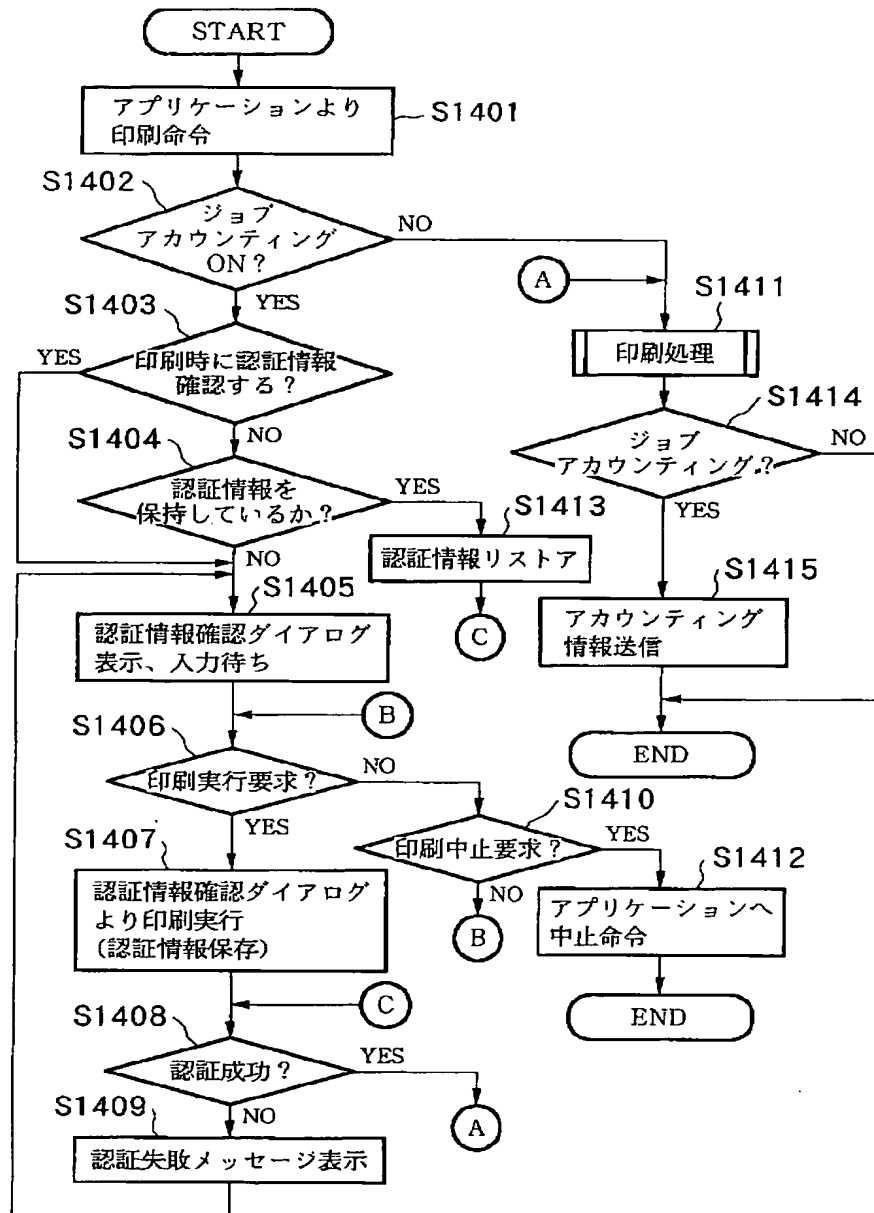 START
アプリケーションより
印刷命令
S1401
S1402
ジョブ
アカウンティング
ON?
NO
YES
A
S1411
印刷処理
S1403
印刷時に認証情報
確認する?
YES
NO
S1414
ジョブ
アカウンティング?
NO
YES
S1404
認証情報を
保持しているか?
YES
NO
S1413
認証情報リストア
C
S1415
アカウンティング
情報送信
END
S1405
認証情報確認ダイアログ
表示、入力待ち
B
S1406
印刷実行要求?
NO
YES
S1410
印刷中止要求?
YES
NO
B
S1412
アプリケーションへ
中止命令
END
S1407
認証情報確認ダイアログ
より印刷実行
(認証情報保存)
C
S1408
認証成功?
YES
NO
A
S1409
認証失敗メッセージ表示